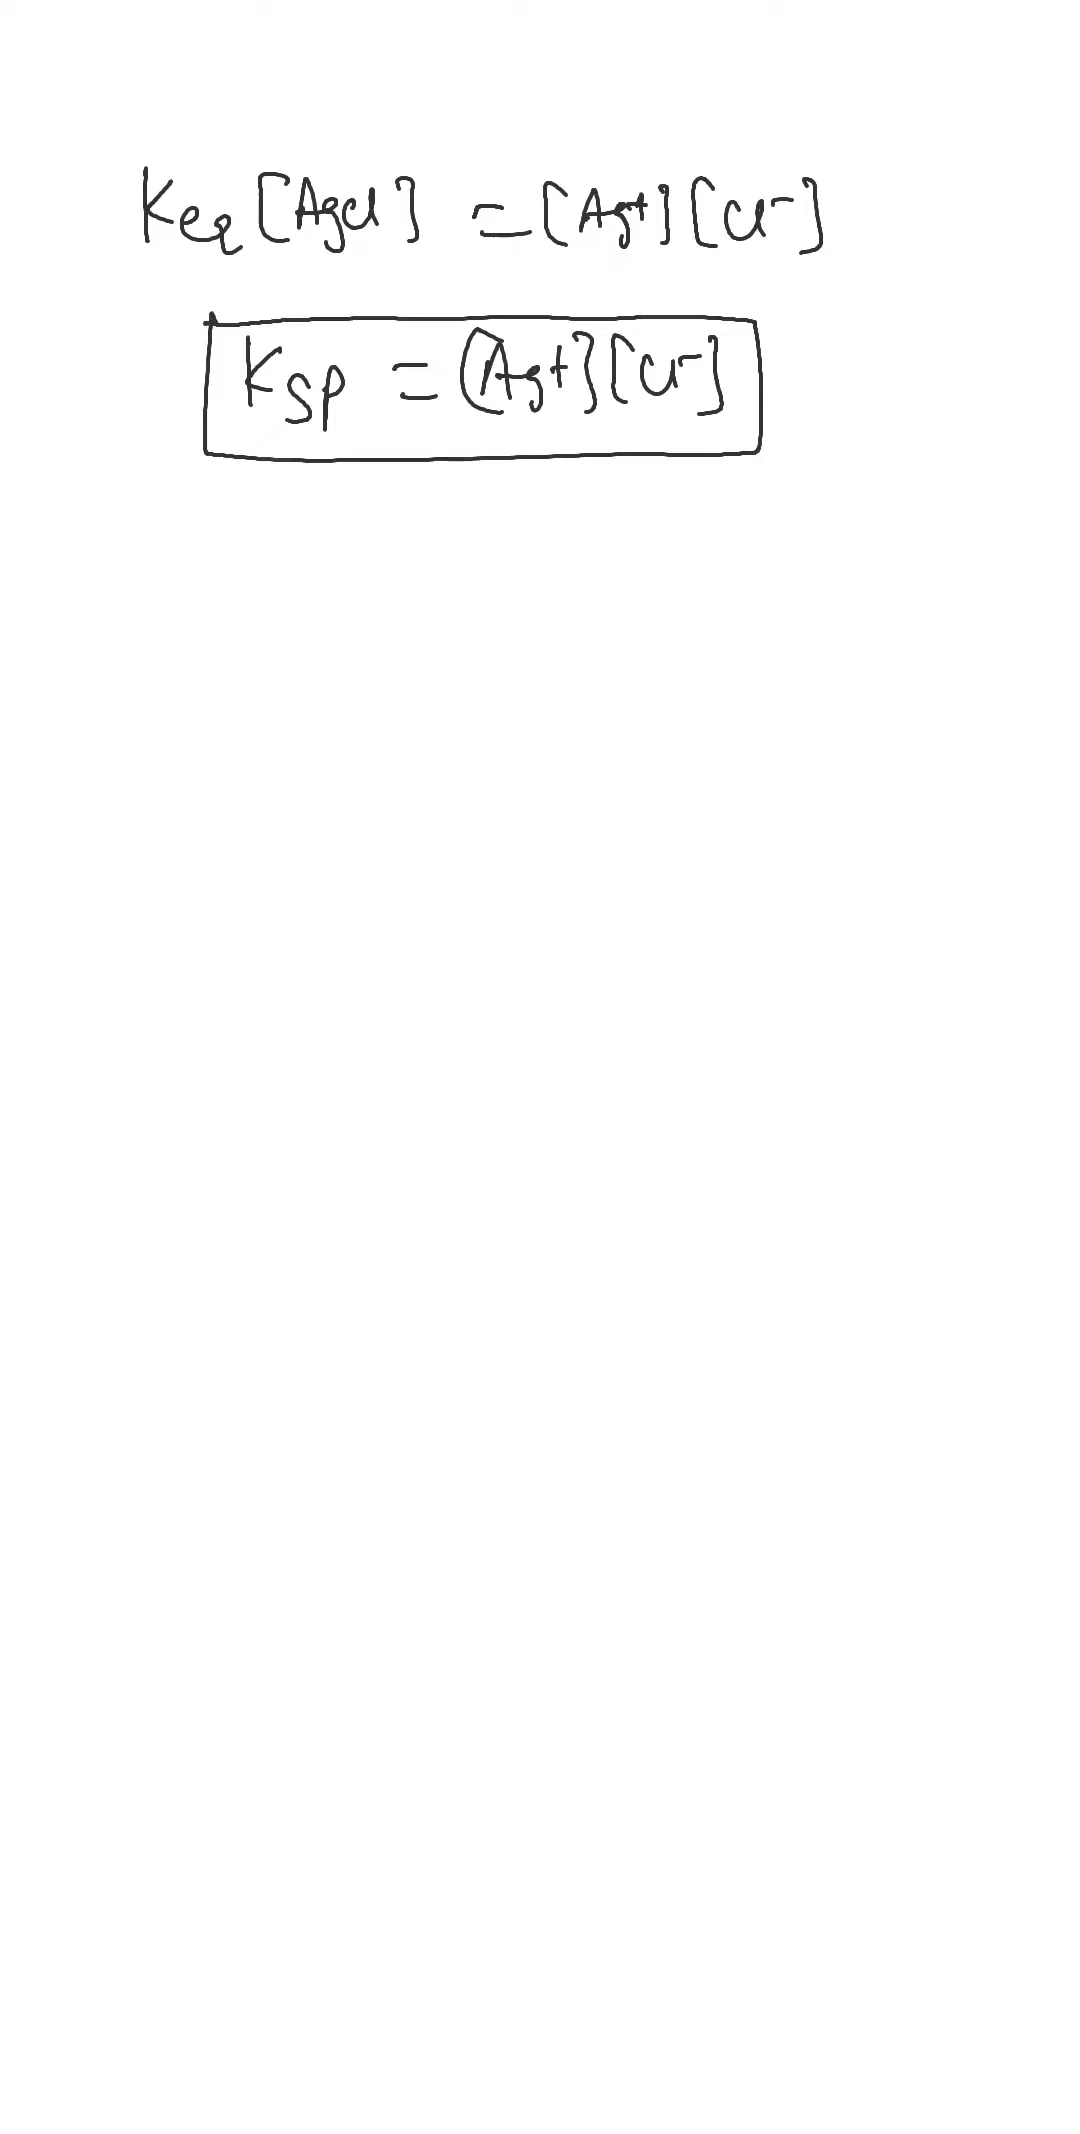 Keq [AgCl] = [Ag+] [Cl-]
Ksp = [Ag+] [Cl-]